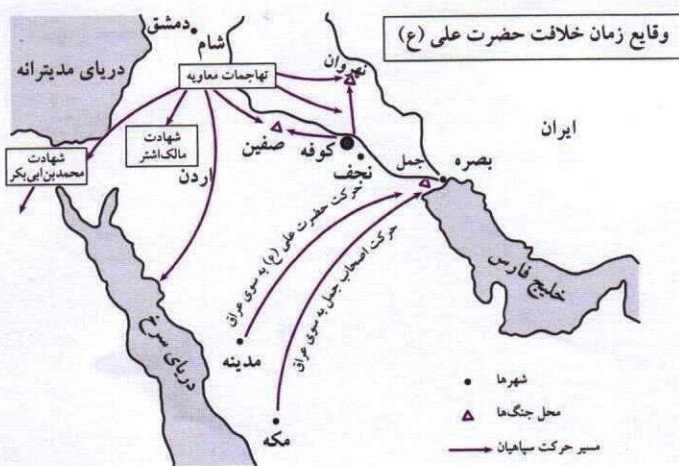 وقایع زمان خلافت حضرت علی (ع)
دمشق
شام
دریای مدیترانه
تهاجمات معاویه
نهروان
ایران
شهادت
مالک اشتر
صفین
کوفه
جمل
بصره
شهادت
محمدبن ابی بکر
اردن
نجف
حرکت حضرت علی (ع) به سوی عراق
حرکت اصحاب جمل به سوی عراق
خلیج فارس
دریای سرخ
مدینه
مکه
شهرها
محل جنگ‌ها
مسیر حرکت سپاهیان